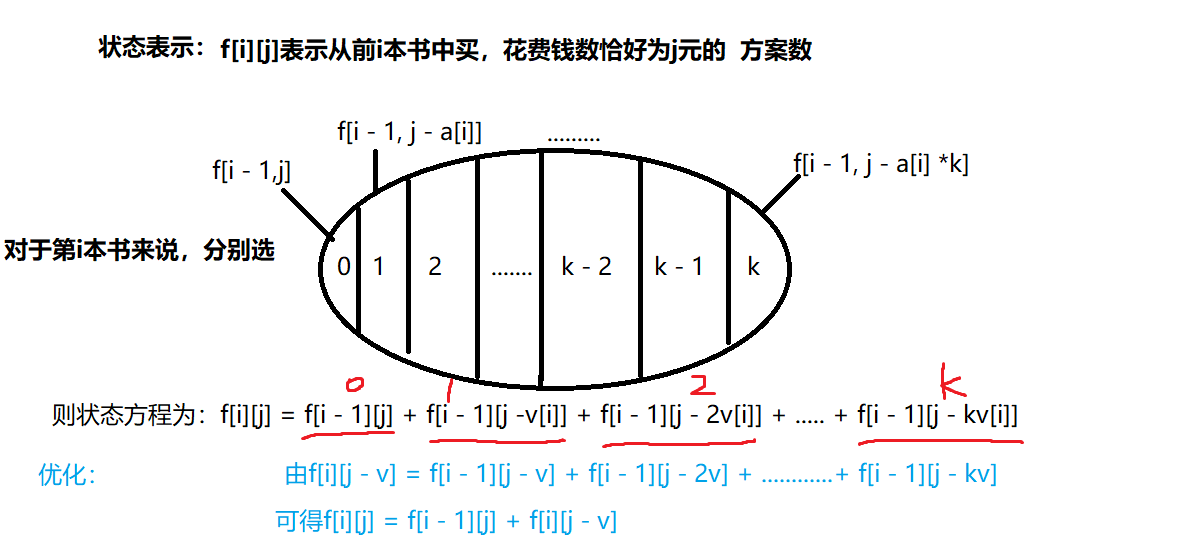 状态表示：f[i][j]表示从前i本书中买，花费钱数恰好为j元的 方案数
f[i - 1, j - a[i]]
.........
f[i - 1,j]
f[i - 1, j - a[i] *k]
对于第i本书来说，分别选
0 1 2 ....... k - 2 k - 1 k
0 1 2 k
则状态方程为：f[i][j] = f[i - 1][j] + f[i - 1][j -v[i]] + f[i - 1][j - 2v[i]] + ..... + f[i - 1][j - kv[i]]
优化： 由f[i][j - v] = f[i - 1][j - v] + f[i - 1][j - 2v] + ............+ f[i - 1][j - kv]
可得f[i][j] = f[i - 1][j] + f[i][j - v]